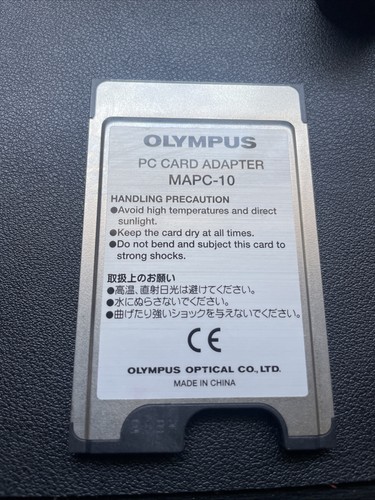 OLYMPUS
PC CARD ADAPTER
MAPC-10
HANDLING PRECAUTION
●Avoid high temperatures and direct
sunlight.
●Keep the card dry at all times.
●Do not bend and subject this card to
strong shocks.
取扱上のお願い
●高温、直射日光は避けてください。
●水にぬらさないでください。
●曲げたり強いショックを与えないでください。
CE
OLYMPUS OPTICAL CO., LTD.
MADE IN CHINA